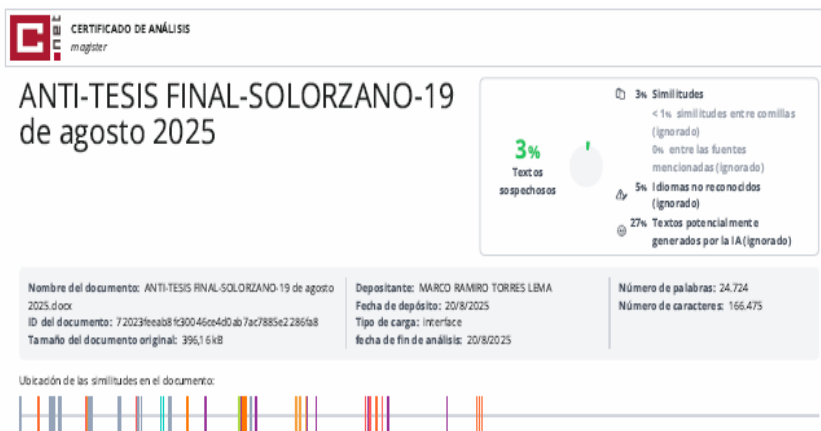 net
CERTIFICADO DE ANÁLISIS
magister
ANTI-TESIS FINAL-SOLORZANO-19
de agosto 2025
3%
Textos
sospechosos
3% Similitudes
< 1% similitudes entre comillas
(ignorado)
0% entre las fuentes
mencionadas (ignorado)
5% Idiomas no reconocidos
(ignorado)
27% Textos potencialmente
generados por la IA (ignorado)
Nombre del documento: ANTI-TESIS FINAL-SOLORZANO-19 de agosto
2025.docx
Tamaño del documento original: 396,16 kB
Depositante: MARCO RAMIRO TORRES LEMA
Fecha de depósito: 20/8/2025
Tipo de carga: interface
fecha de fin de análisis: 20/8/2025
Número de palabras: 24.724
Número de caracteres: 166.475
Ubicación de las similitudes en el documento: